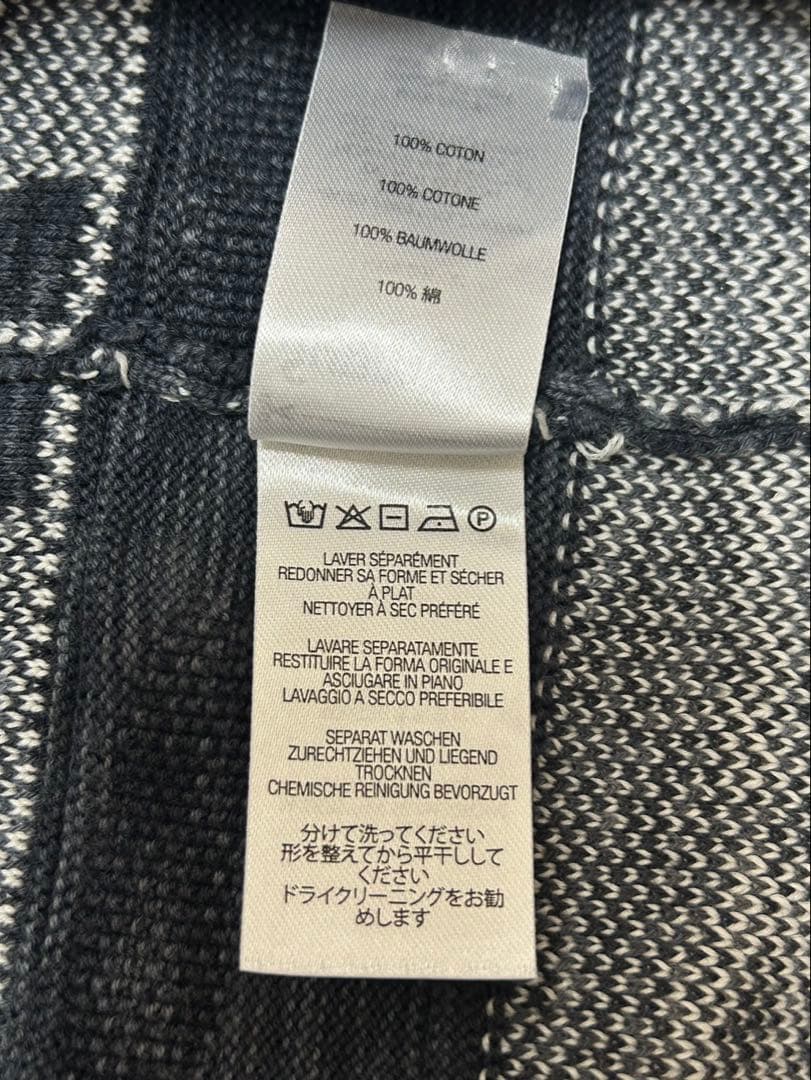 100% COTON
100% COTONE
100% BAUMWOLLE
100% 綿
P
LAVER SÉPARÉMENT
REDONNER SA FORME ET SÉCHER
À PLAT
NETTOYER À SEC PRÉFÉRÉ
LAVARE SEPARATAMENTE
RESTITUIRE LA FORMA ORIGINALE E
ASCIUGARE IN PIANO
LAVAGGIO A SECCO PREFERIBILE
SEPARAT WASCHEN
ZURECHTZIEHEN UND LIEGEND
TROCKNEN
CHEMISCHE REINIGUNG BEVORZUGT
分けて洗ってください
形を整えてから平干しして
ください
ドライクリーニングをお勧
めします